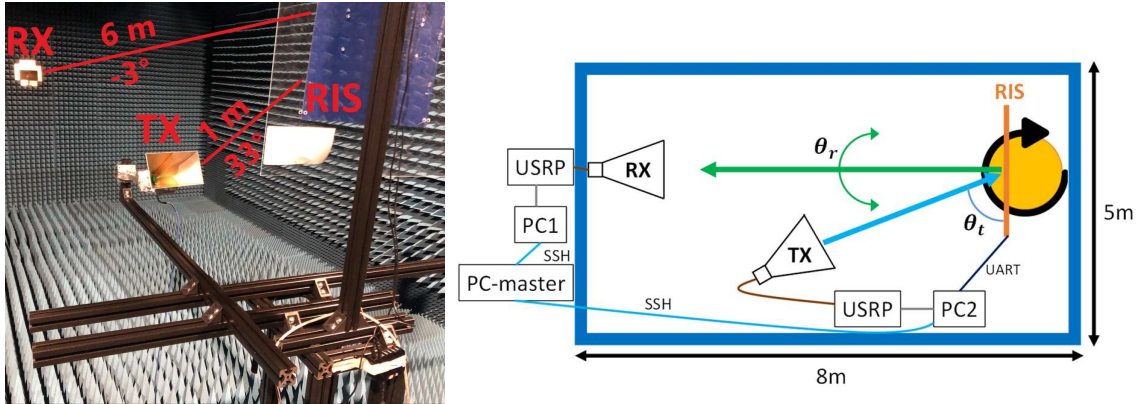 RX
6 m
-3°
TX
1 m
33°
RIS
RIS
USRP
RX
θr
θt
5m
PC1
SSH
TX
UART
PC-master
SSH
USRP
PC2
8m